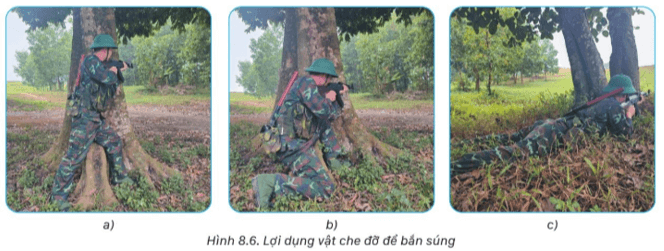 a)
b)
c)
Hình 8.6. Lợi dụng vật che đỡ để bắn súng